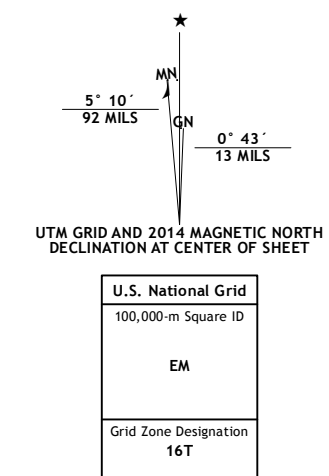 ★
MN
GN
5° 10´
92 MILS
0° 43´
13 MILS
UTM GRID AND 2014 MAGNETIC NORTH
DECLINATION AT CENTER OF SHEET
U.S. National Grid
100,000-m Square ID
EM
Grid Zone Designation
16T